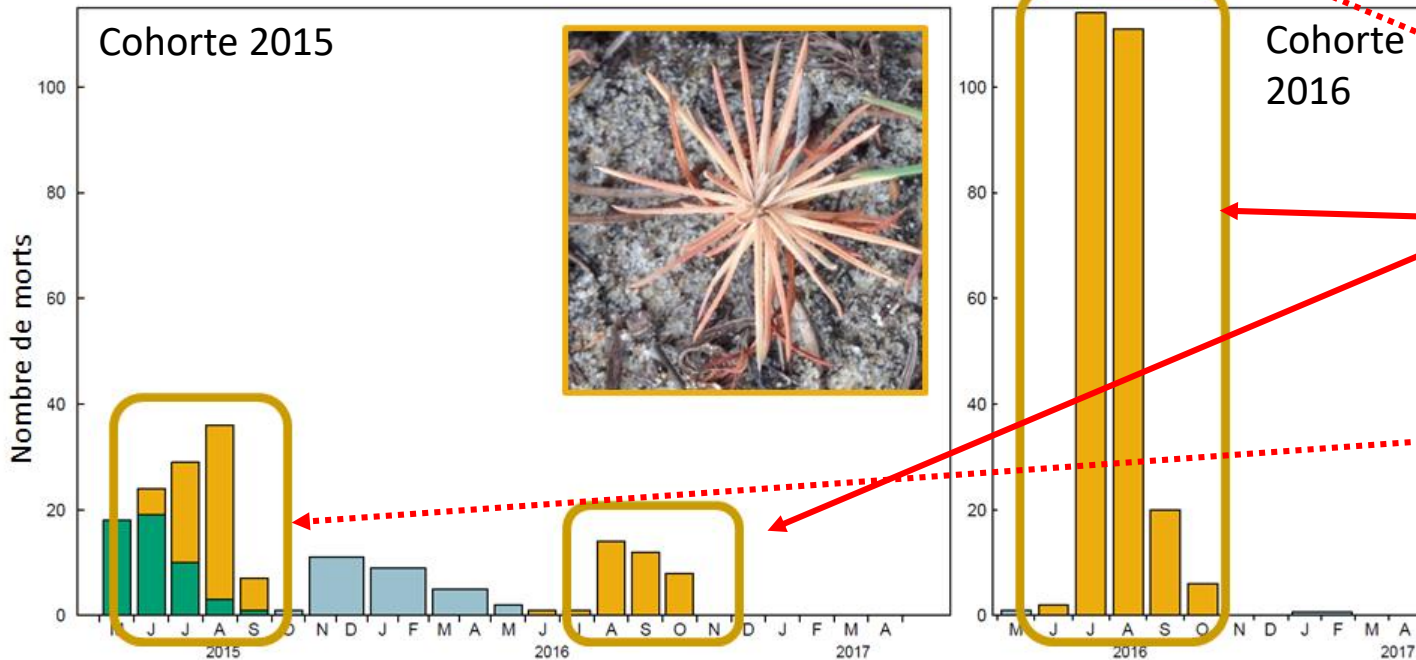 Cohorte 2015
Cohorte
2016
Nombre de morts
100
80
60
40
20
0
M J J A S O N D J F M A M J J A S O N D J F M A
2015 2016 2017
100
80
60
40
20
0
M J J A S O N D J F M A
2016 2017